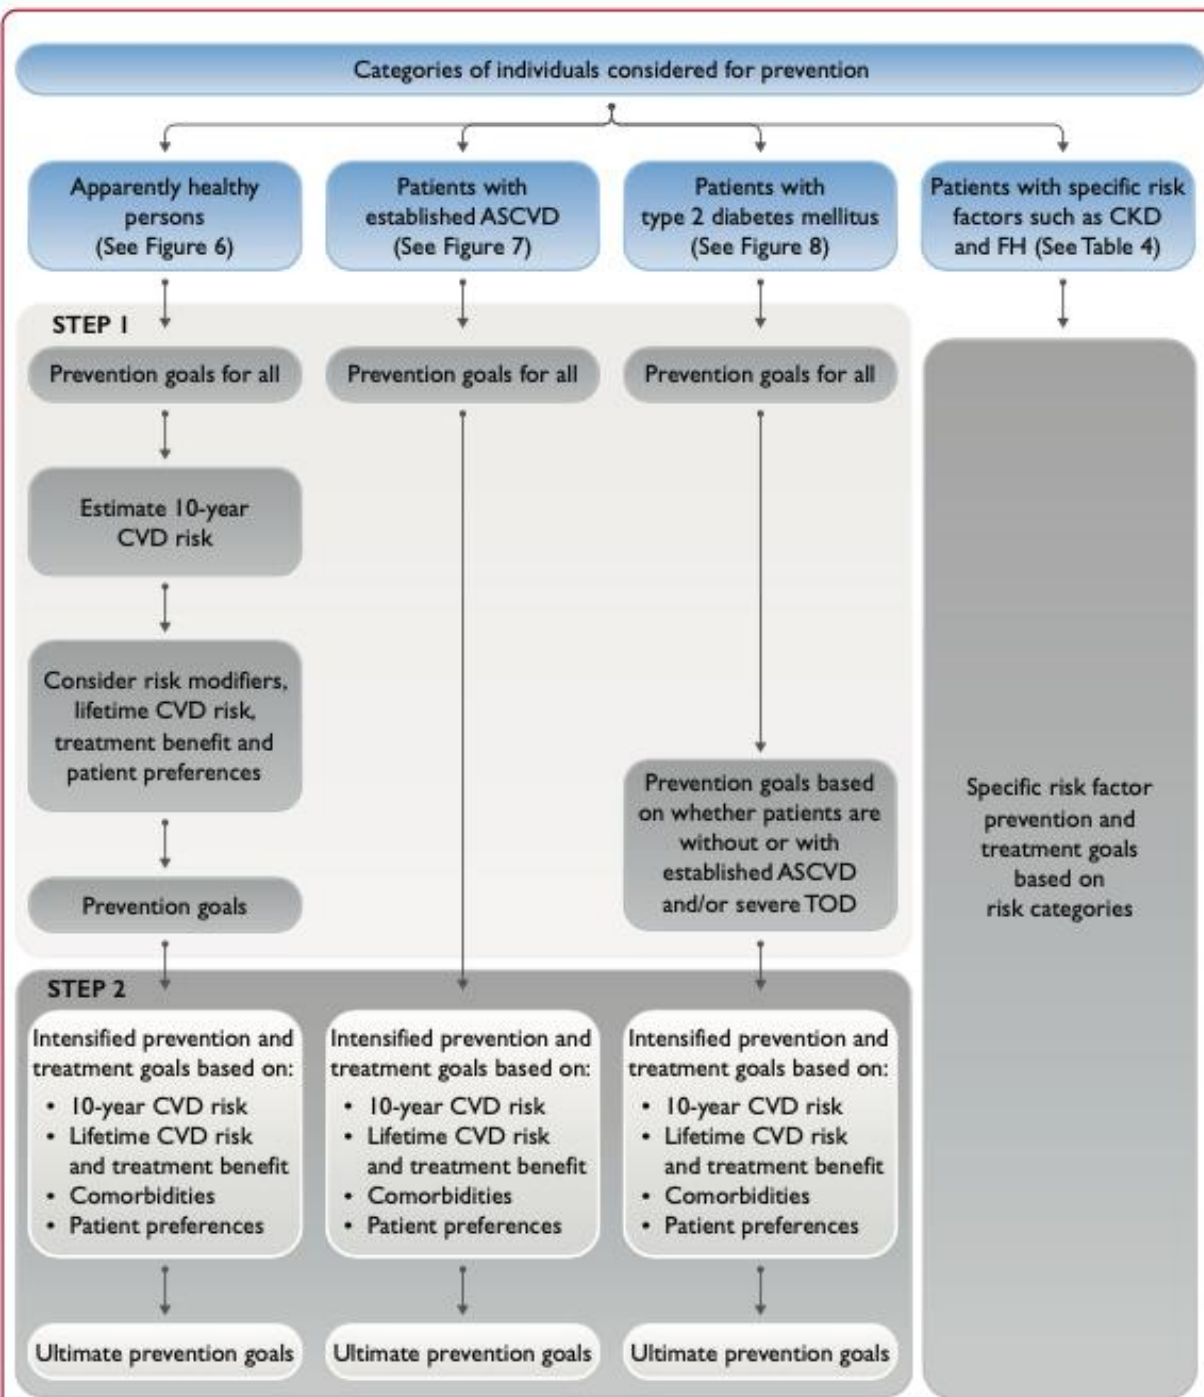 Categories of individuals considered for prevention
Apparently healthy
persons
(See Figure 6)
Patients with
established ASCVD
(See Figure 7)
Patients with
type 2 diabetes mellitus
(See Figure 8)
Patients with specific risk
factors such as CKD
and FH (See Table 4)
STEP 1
Prevention goals for all
Prevention goals for all
Prevention goals for all
Estimate 10-year
CVD risk
Consider risk modifiers,
lifetime CVD risk,
treatment benefit and
patient preferences
Prevention goals
Prevention goals based
on whether patients are
without or with
established ASCVD
and/or severe TOD
Specific risk factor
prevention and
treatment goals
based on
risk categories
STEP 2
Intensified prevention and
treatment goals based on:
• 10-year CVD risk
• Lifetime CVD risk
and treatment benefit
• Comorbidities
• Patient preferences
Intensified prevention and
treatment goals based on:
• 10-year CVD risk
• Lifetime CVD risk
and treatment benefit
• Comorbidities
• Patient preferences
Intensified prevention and
treatment goals based on:
• 10-year CVD risk
• Lifetime CVD risk
and treatment benefit
• Comorbidities
• Patient preferences
Ultimate prevention goals
Ultimate prevention goals
Ultimate prevention goals